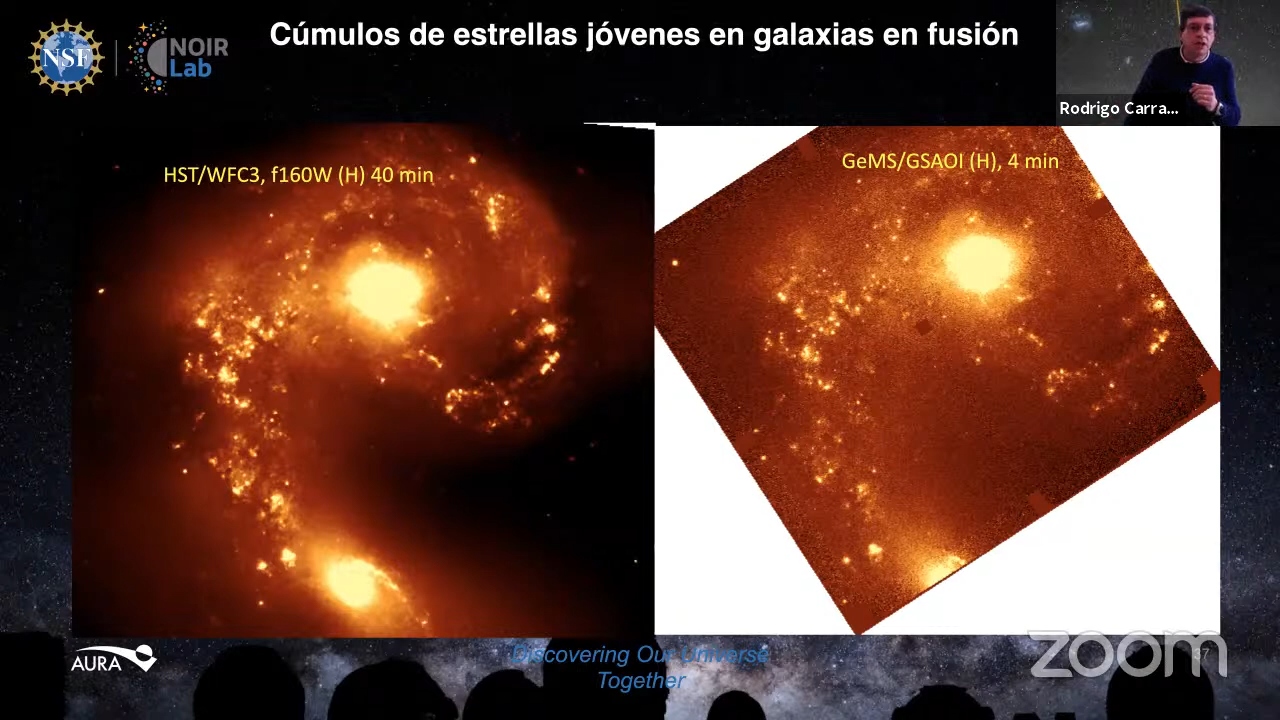 Cúmulos de estrellas jóvenes en galaxias en fusión
NSF
NOIR
Lab
Rodrigo Carra...
HST/WFC3, f160W (H) 40 min
GeMS/GSAOI (H), 4 min
AURA
Discovering Our Universe
Together
37
zoom